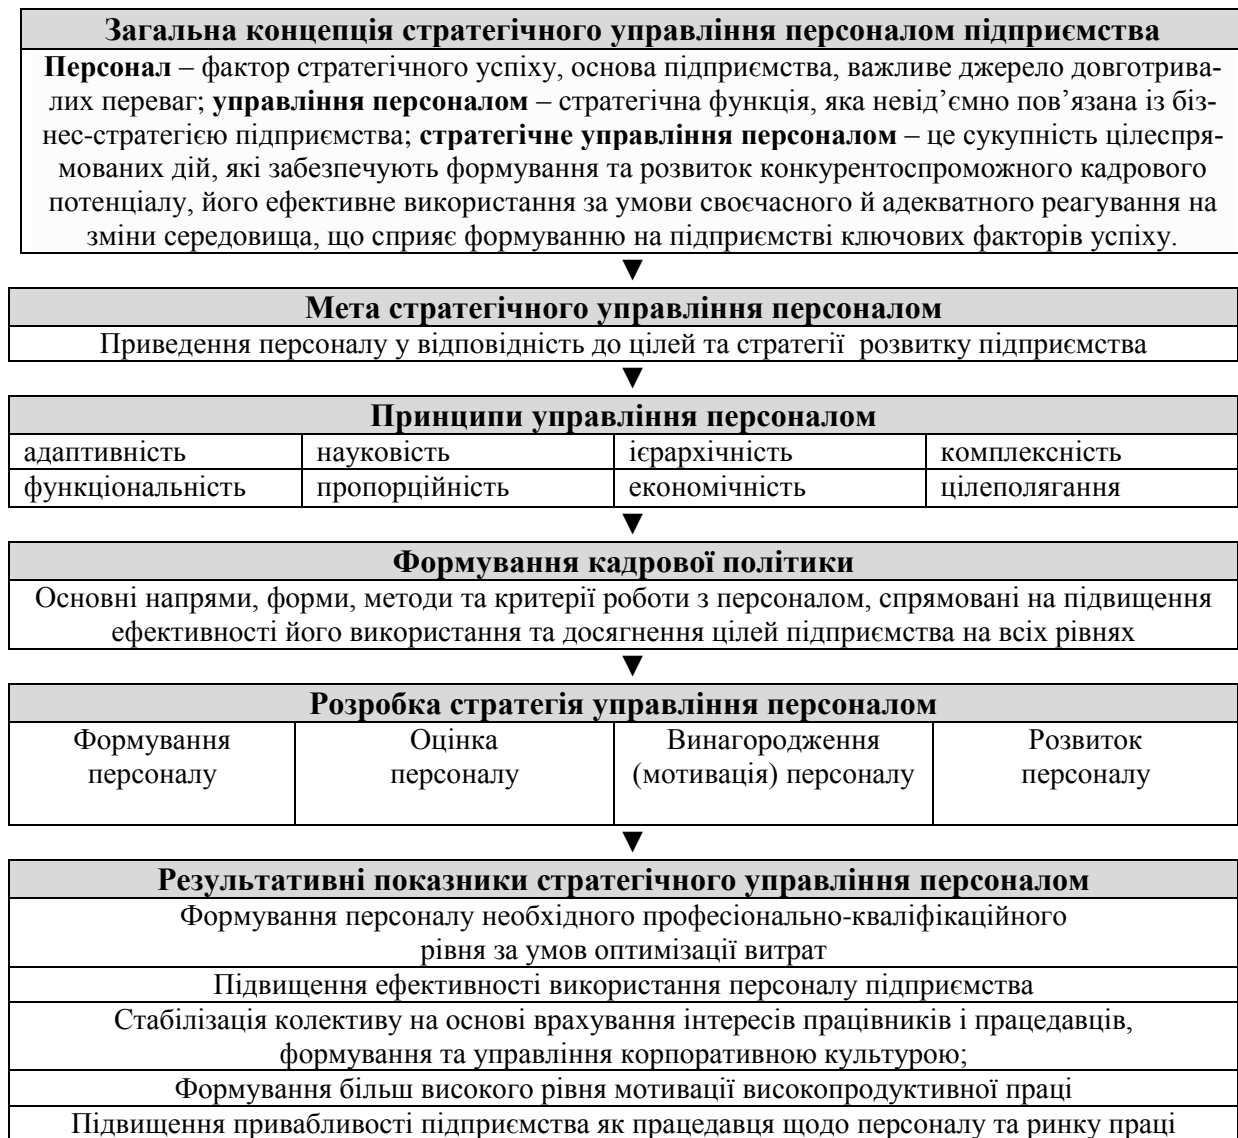 Загальна концепція стратегічного управління персоналом підприємства
Персонал – фактор стратегічного успіху, основа підприємства, важливе джерело довготрива-
лих переваг; управління персоналом – стратегічна функція, яка невід’ємно пов’язана із біз-
нес-стратегією підприємства; стратегічне управління персоналом – це сукупність цілеспря-
мованих дій, які забезпечують формування та розвиток конкурентоспроможного кадрового
потенціалу, його ефективне використання за умови своєчасного й адекватного реагування на
зміни середовища, що сприяє формуванню на підприємстві ключових факторів успіху.
Мета стратегічного управління персоналом
Приведення персоналу у відповідність до цілей та стратегії розвитку підприємства
Принципи управління персоналом
адаптивність науковість ієрархічність комплексність
функціональність пропорційність економічність цілеполягання
Формування кадрової політики
Основні напрями, форми, методи та критерії роботи з персоналом, спрямовані на підвищення
ефективності його використання та досягнення цілей підприємства на всіх рівнях
Розробка стратегія управління персоналом
Формування Оцінка Винагородження Розвиток
персоналу персоналу (мотивація) персоналу персоналу
Результативні показники стратегічного управління персоналом
Формування персоналу необхідного професіонально-кваліфікаційного
рівня за умов оптимізації витрат
Підвищення ефективності використання персоналу підприємства
Стабілізація колективу на основі врахування інтересів працівників і працедавців,
формування та управління корпоративною культурою;
Формування більш високого рівня мотивації високопродуктивної праці
Підвищення привабливості підприємства як працедавця щодо персоналу та ринку праці